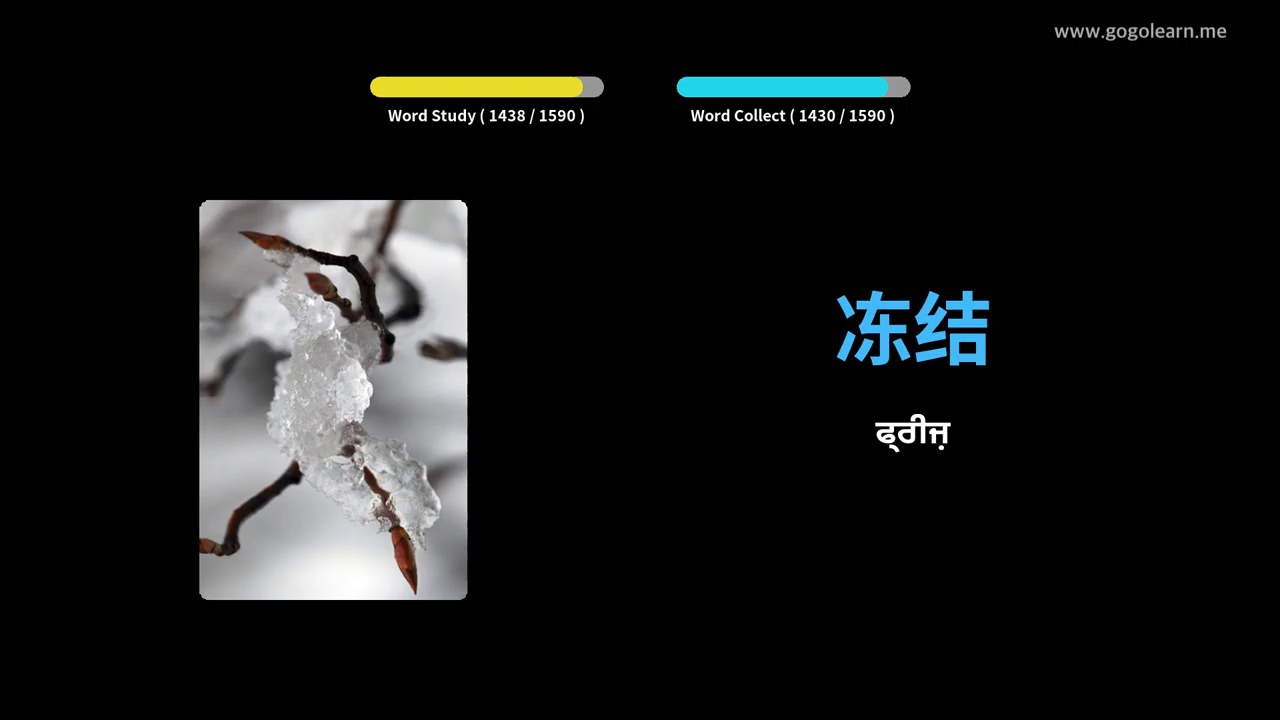 www.gogolearn.me
Word Study ( 1438 / 1590 )
Word Collect ( 1430 / 1590 )
冻结
ਫ੍ਰੀਜ਼